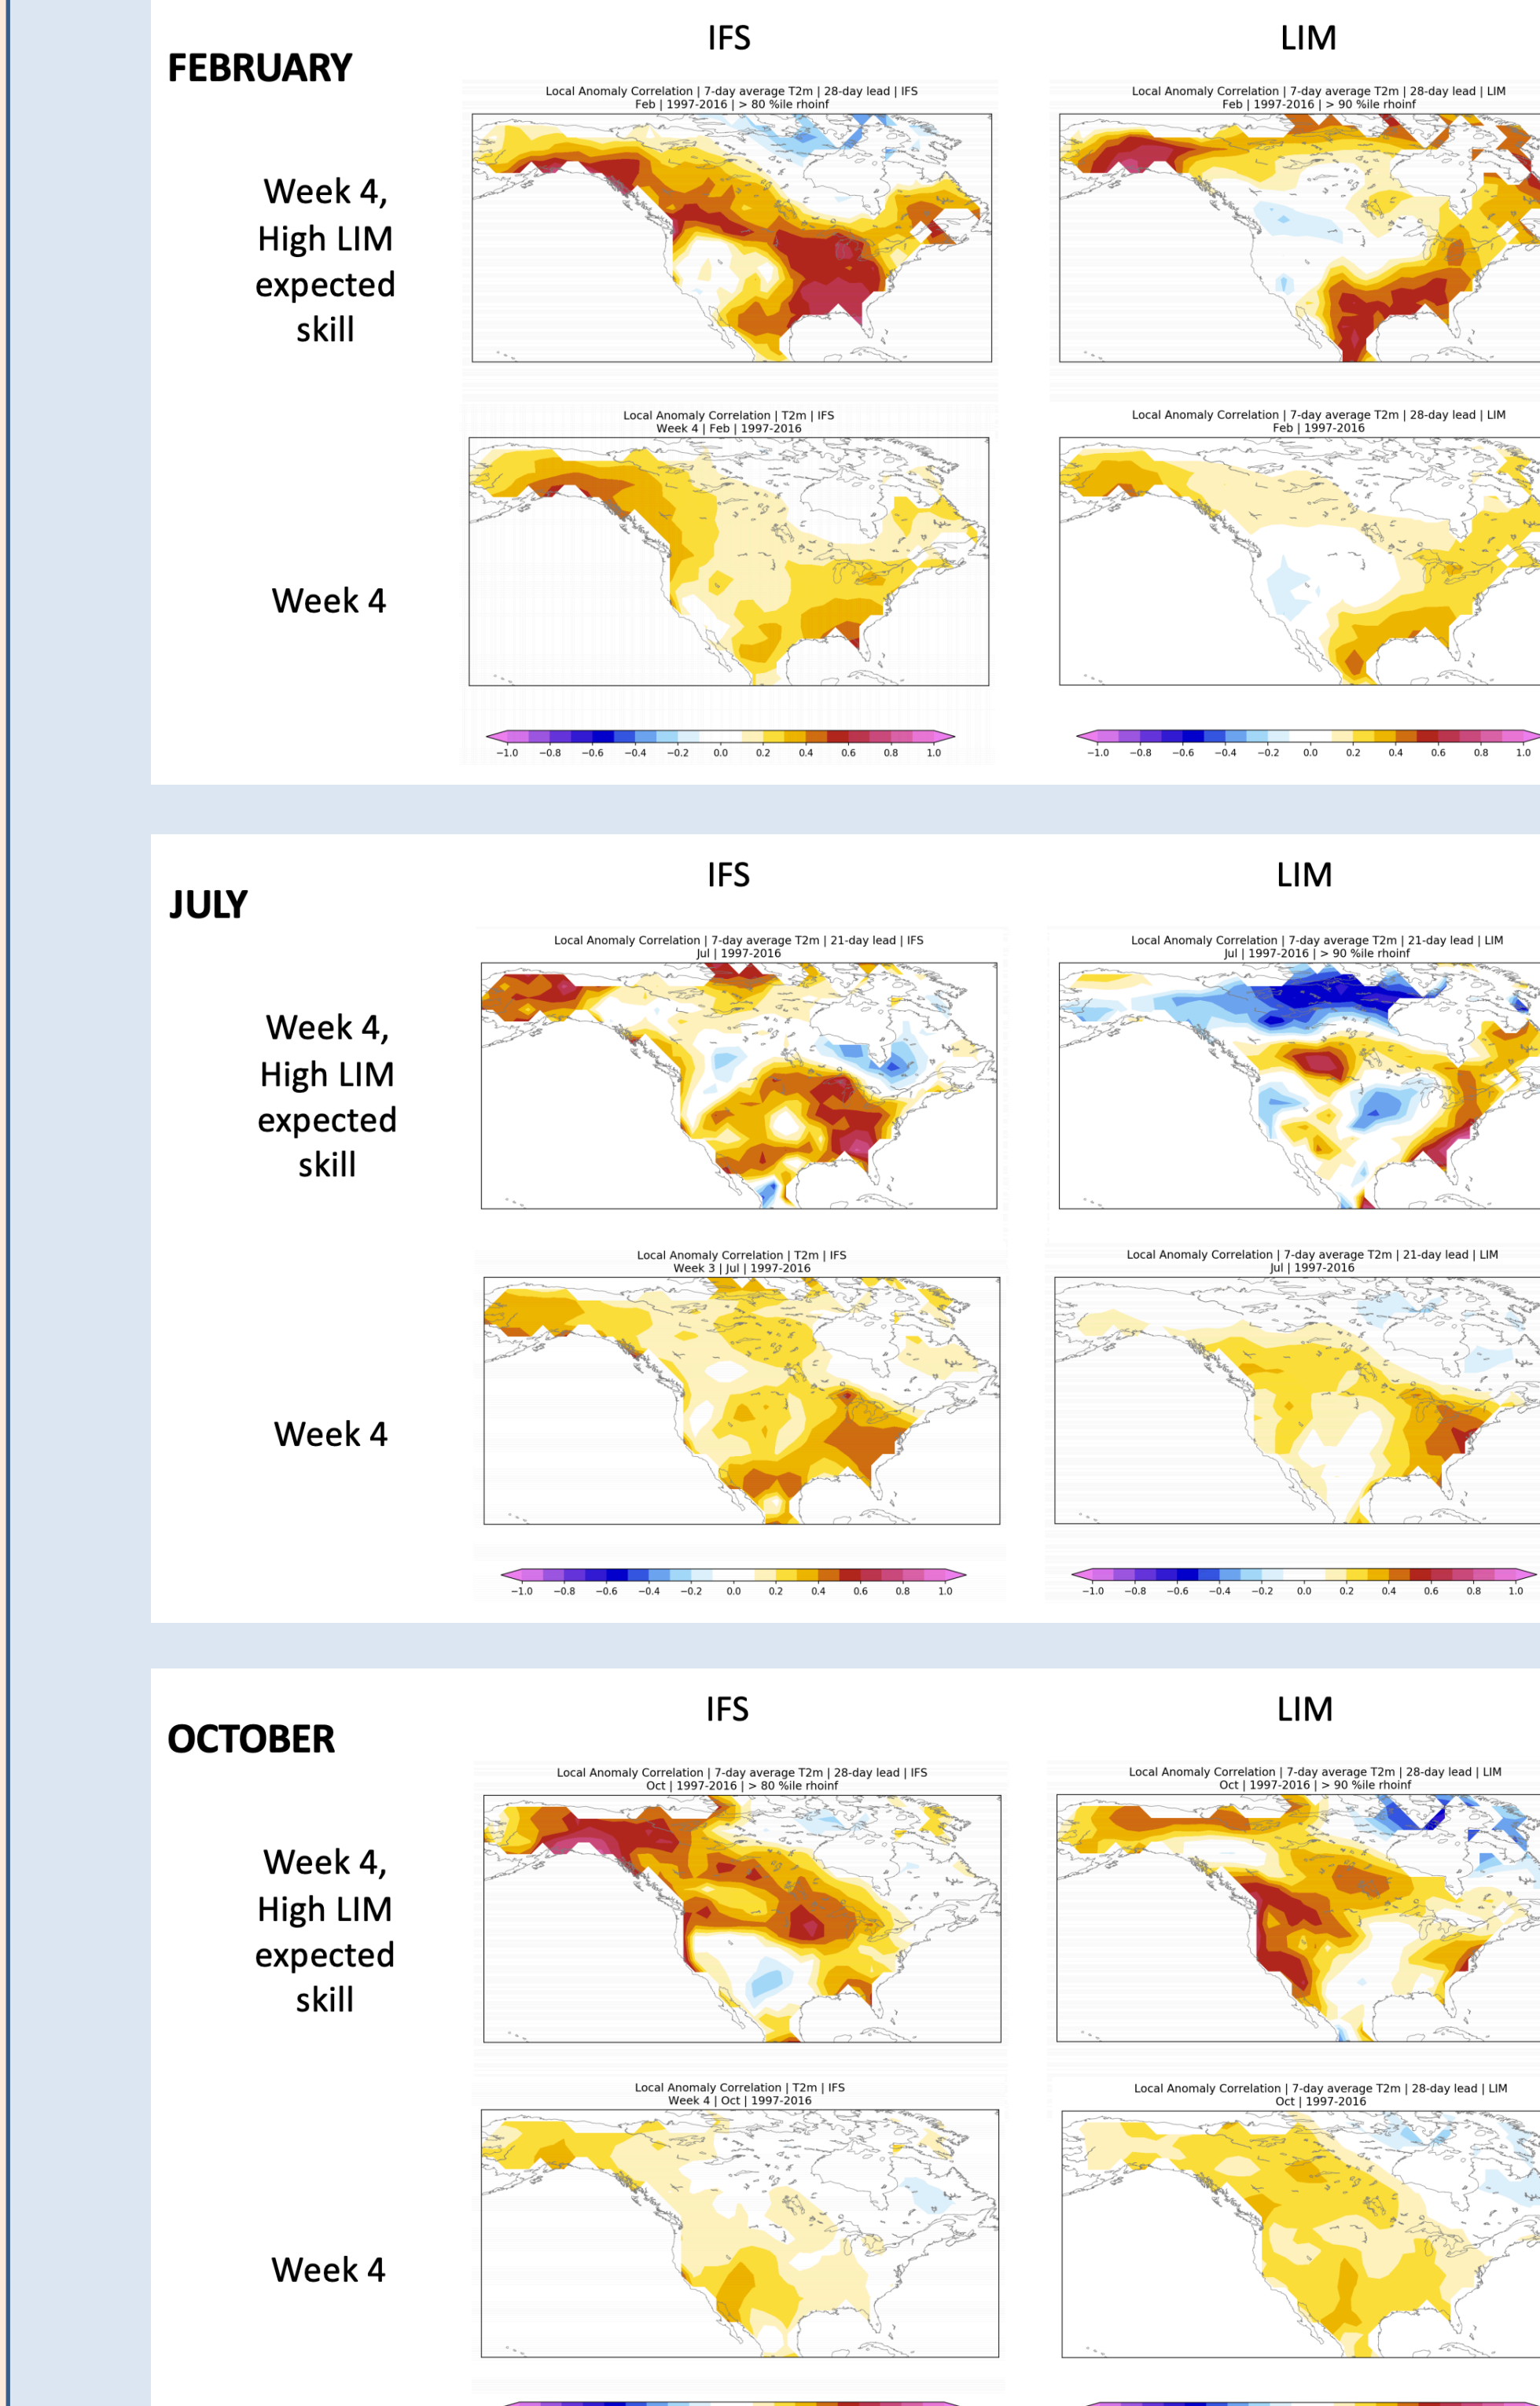 IFS
LIM
FEBRUARY
Local Anomaly Correlation | 7-day average T2m | 28-day lead | IFS
Feb | 1997-2016 | > 80 %ile rhoinf
Local Anomaly Correlation | 7-day average T2m | 28-day lead | LIM
Feb | 1997-2016 | > 90 %ile rhoinf
Week 4,
High LIM
expected
skill
Local Anomaly Correlation | T2m | IFS
Week 4 | Feb | 1997-2016
Local Anomaly Correlation | 7-day average T2m | 28-day lead | LIM
Feb | 1997-2016
Week 4
−1.0 −0.8 −0.6 −0.4 −0.2 0.0 0.2 0.4 0.6 0.8 1.0
−1.0 −0.8 −0.6 −0.4 −0.2 0.0 0.2 0.4 0.6 0.8 1.0
IFS
LIM
JULY
Local Anomaly Correlation | 7-day average T2m | 21-day lead | IFS
Jul | 1997-2016
Local Anomaly Correlation | 7-day average T2m | 21-day lead | LIM
Jul | 1997-2016 | > 90 %ile rhoinf
Week 4,
High LIM
expected
skill
Local Anomaly Correlation | T2m | IFS
Week 3 | Jul | 1997-2016
Local Anomaly Correlation | 7-day average T2m | 21-day lead | LIM
Jul | 1997-2016
Week 4
−1.0 −0.8 −0.6 −0.4 −0.2 0.0 0.2 0.4 0.6 0.8 1.0
−1.0 −0.8 −0.6 −0.4 −0.2 0.0 0.2 0.4 0.6 0.8 1.0
IFS
LIM
OCTOBER
Local Anomaly Correlation | 7-day average T2m | 28-day lead | IFS
Oct | 1997-2016 | > 80 %ile rhoinf
Local Anomaly Correlation | 7-day average T2m | 28-day lead | LIM
Oct | 1997-2016 | > 90 %ile rhoinf
Week 4,
High LIM
expected
skill
Local Anomaly Correlation | T2m | IFS
Week 4 | Oct | 1997-2016
Local Anomaly Correlation | 7-day average T2m | 28-day lead | LIM
Oct | 1997-2016
Week 4